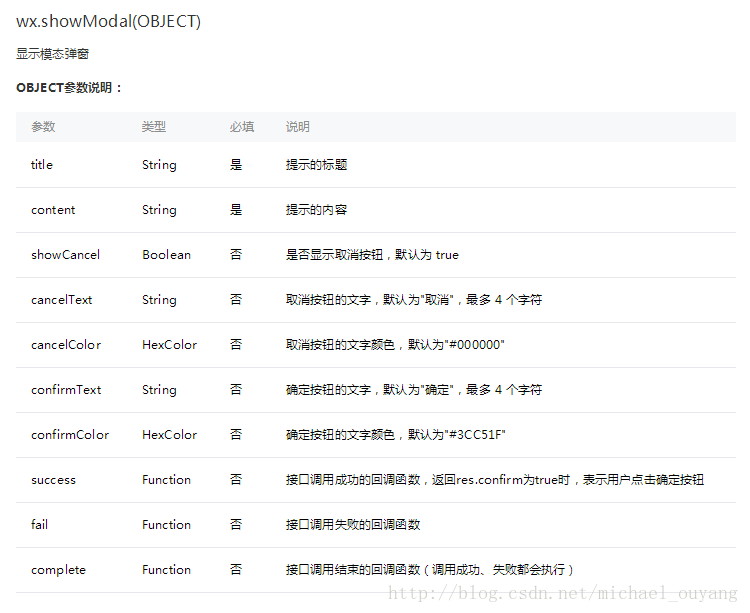 wx.showModal(OBJECT)
显示模态弹窗
OBJECT参数说明：
参数 类型 必填 说明
title String 是 提示的标题
content String 是 提示的内容
showCancel Boolean 否 是否显示取消按钮，默认为 true
cancelText String 否 取消按钮的文字，默认为"取消"，最多 4 个字符
cancelColor HexColor 否 取消按钮的文字颜色，默认为"#000000"
confirmText String 否 确定按钮的文字，默认为"确定"，最多 4 个字符
confirmColor HexColor 否 确定按钮的文字颜色，默认为"#3CC51F"
success Function 否 接口调用成功的回调函数，返回res.confirm为true时，表示用户点击确定按钮
fail Function 否 接口调用失败的回调函数
complete Function 否 接口调用结束的回调函数（调用成功、失败都会执行）
http://blog.csdn.net/michael_ouyang